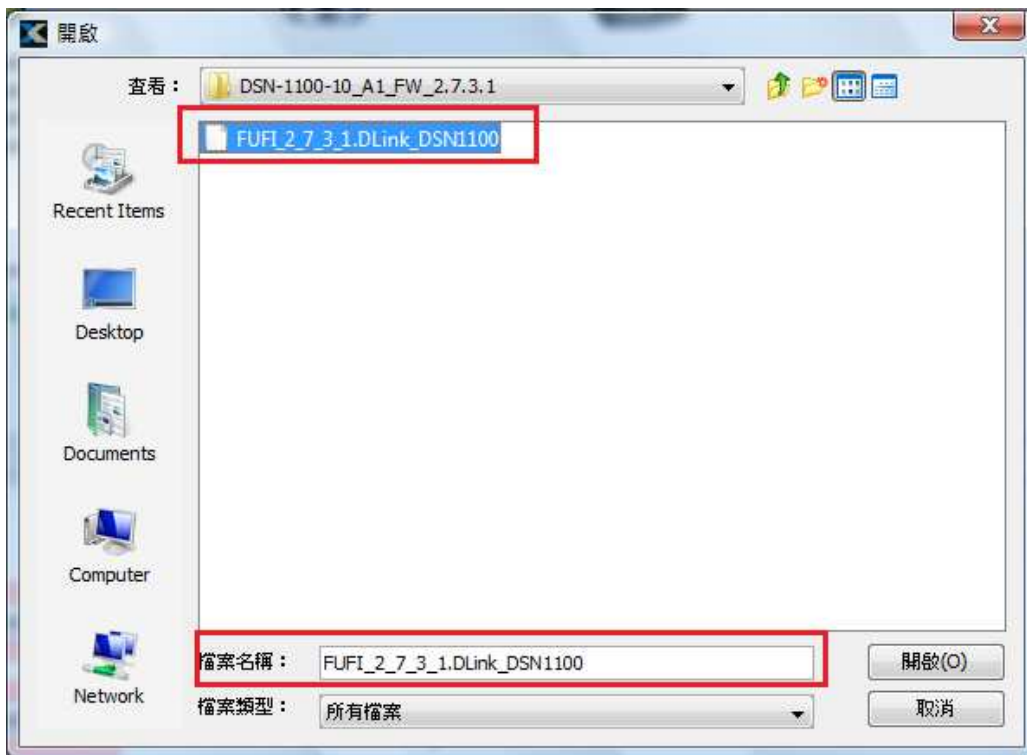 開啟
查看： DSN-1100-10_A1_FW_2.7.3.1
FUFI_2_7_3_1.DLink_DSN1100
Recent Items
Desktop
Documents
Computer
Network
檔案名稱： FUFI_2_7_3_1.DLink_DSN1100 開啟(O)
檔案類型： 所有檔案 取消